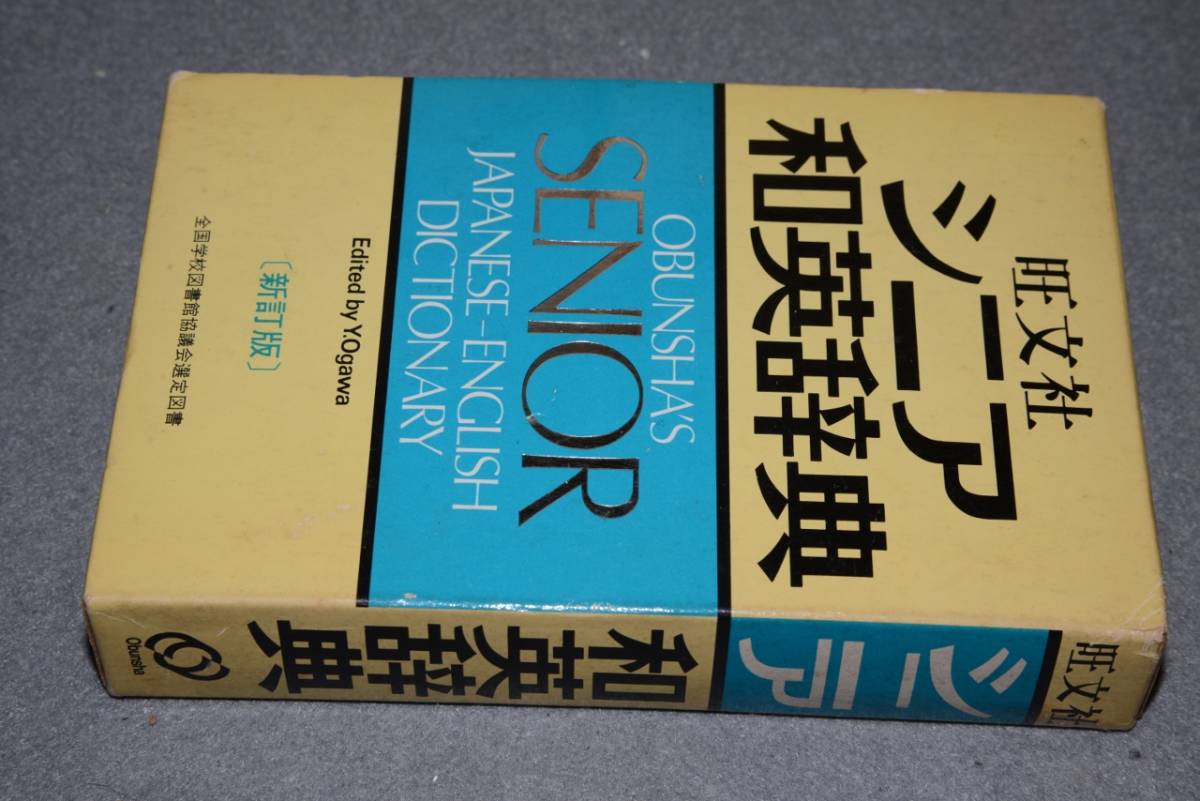 旺文社
シニア
和英辞典
OBUNSHA'S
SENIOR
JAPANESE-ENGLISH
DICTIONARY
Edited by Y.Ogawa
〔新訂版〕
全国学校図書館協議会選定図書
旺文社
シニア
和英辞典
Obunsha